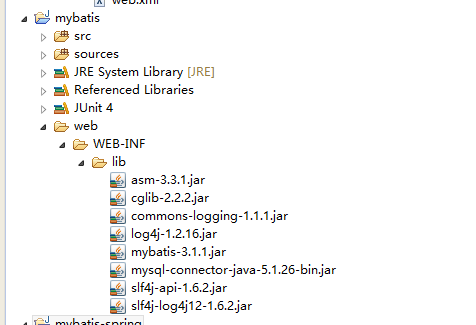 web.xml
mybatis
src
sources
JRE System Library [JRE]
Referenced Libraries
JUnit 4
web
WEB-INF
lib
asm-3.3.1.jar
cglib-2.2.2.jar
commons-logging-1.1.1.jar
log4j-1.2.16.jar
mybatis-3.1.1.jar
mysql-connector-java-5.1.26-bin.jar
slf4j-api-1.6.2.jar
slf4j-log4j12-1.6.2.jar
mybatis-spring